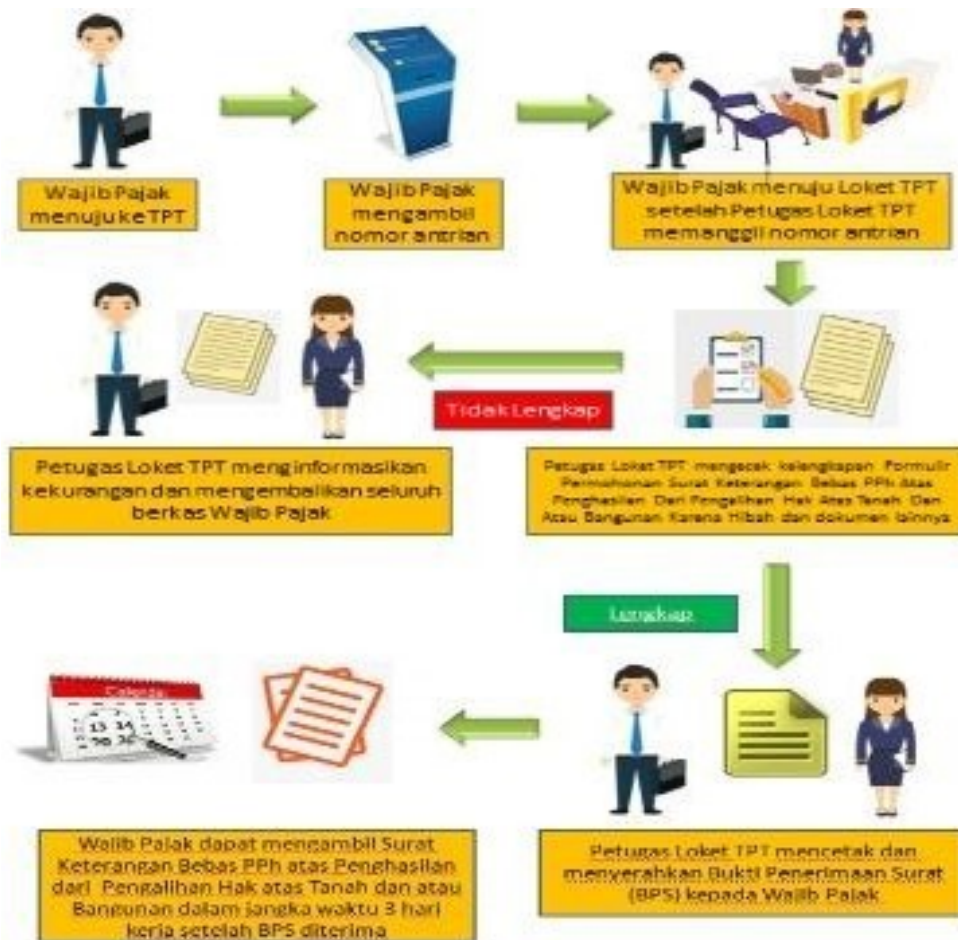 Wajib Pajak
menuju ke TPT
Wajib Pajak
mengambil
nomor antrian
Wajib Pajak menuju Loket TPT
setelah Petugas Loket TPT
memanggil nomor antrian
Tidak Lengkap
Petugas Loket TPT menginformasikan
kekurangan dan mengembalikan seluruh
berkas Wajib Pajak
Petugas Loket TPT mengecek kelengkapan Formulir
Permohonan Surat Keterangan Bebas PPh Atas
Penghasilan Dari Pengalihan Hak Atas Tanah Dan
Atau Bangunan Karena Hibah dan dokumen lainnya
Lengkap
Calendar
13 14
Wajib Pajak dapat mengambil Surat
Keterangan Bebas PPh atas Penghasilan
dari Pengalihan Hak atas Tanah dan atau
Bangunan dalam jangka waktu 3 hari
kerja setelah BPS diterima
Petugas Loket TPT mencetak dan
menyerahkan Bukti Penerimaan Surat
(BPS) kepada Wajib Pajak